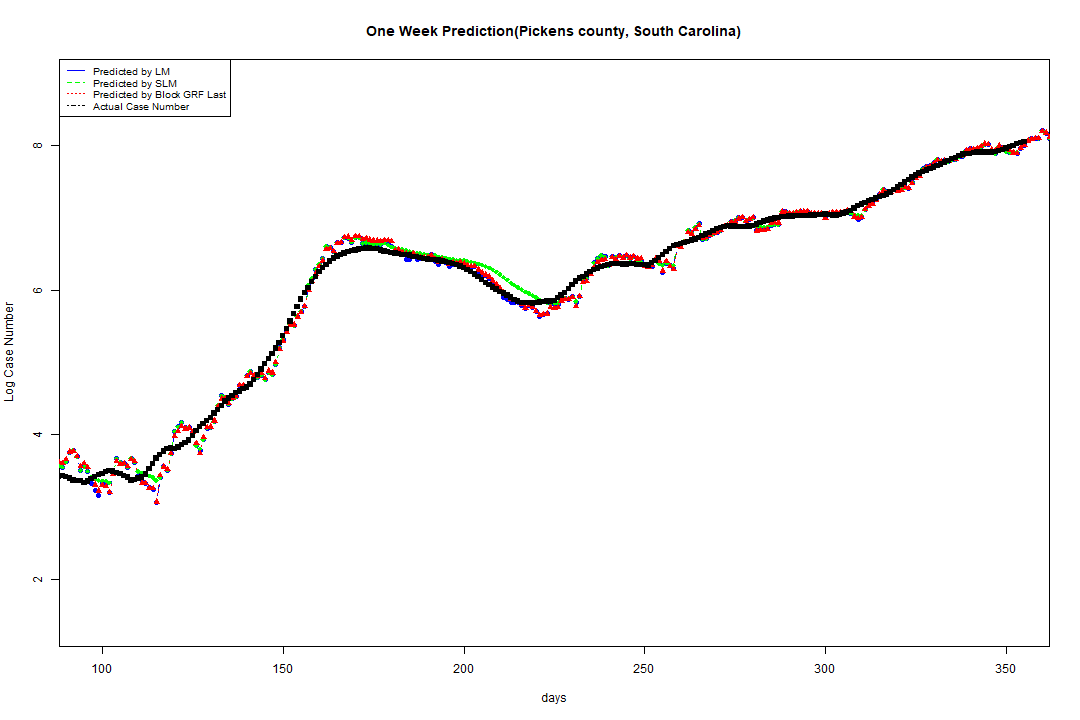 One Week Prediction(Pickens county, South Carolina)
Predicted by LM
Predicted by SLM
Predicted by Block GRF Last
Actual Case Number
8
6
4
2
Log Case Number
100 150 200 250 300 350
days